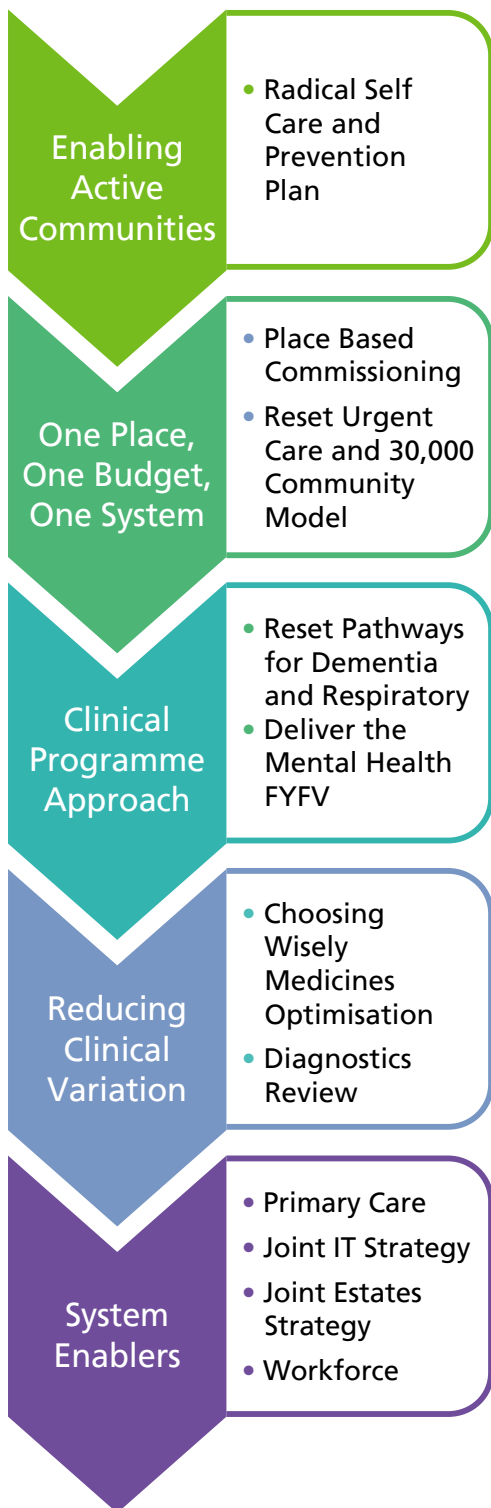 Enabling
Active
Communities
• Radical Self
Care and
Prevention
Plan
One Place,
One Budget,
One System
• Place Based
Commissioning
• Reset Urgent
Care and 30,000
Community
Model
Clinical
Programme
Approach
• Reset Pathways
for Dementia
and Respiratory
• Deliver the
Mental Health
FYFV
Reducing
Clinical
Variation
• Choosing
Wisely
Medicines
Optimisation
• Diagnostics
Review
System
Enablers
• Primary Care
• Joint IT Strategy
• Joint Estates
Strategy
• Workforce